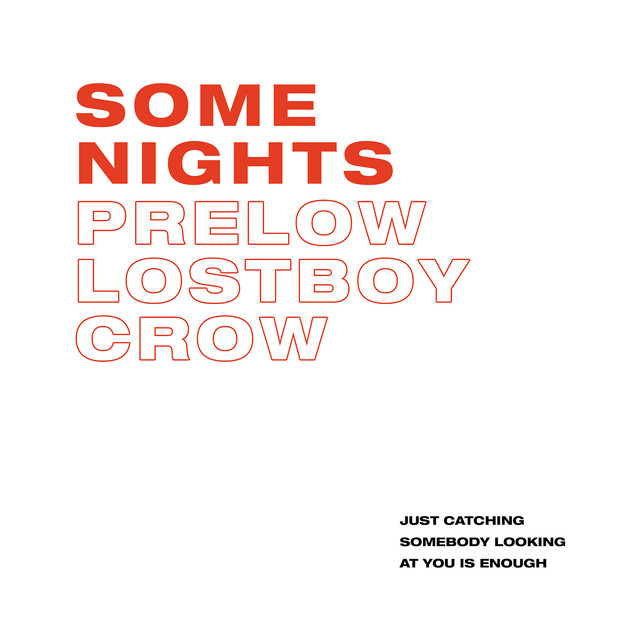 SOME
NIGHTS
PRELOW
LOSTBOY
CROW
JUST CATCHING
SOMEBODY LOOKING
AT YOU IS ENOUGH